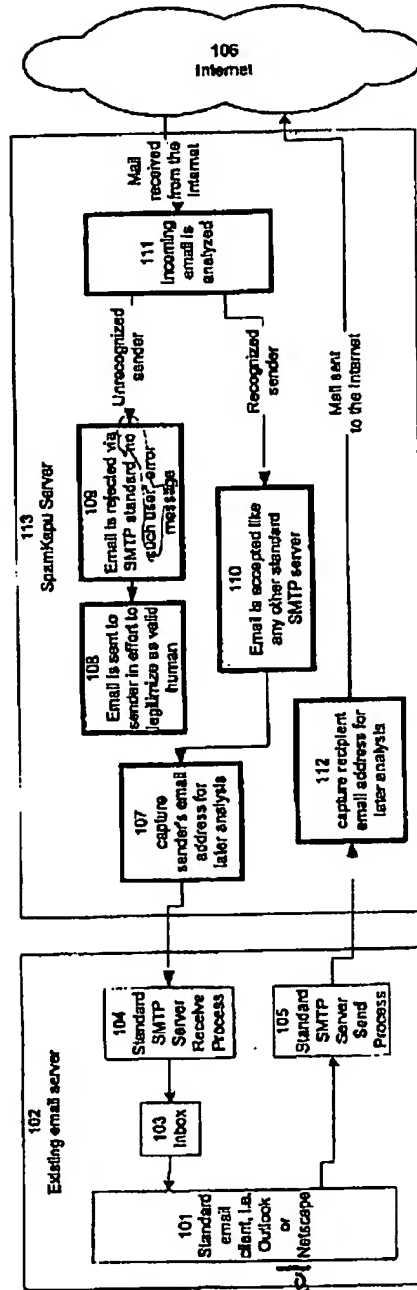 106
Internet
113
SpamKapu Server
Mail
received
from the
Internet
111
Incoming
email is
analyzed
Unrecognized
sender
Recognized
sender
109
Email is rejected via
SMTP standard, no
such user, error
message
108
Email is sent to
sender in effort to
legitimize as valid
human
110
Email is accepted like
any other standard
SMTP server
107
capture
sender's email
address for
later analysis
112
capture recipient
email address for
later analysis
Mail sent
to the Internet
102
Existing email server
104
Standard
SMTP
Server
Receive
Process
103
Inbox
101
Standard
email
client, i.e.
Outlook
or
Netscape
105
Standard
SMTP
Server
Send
Process